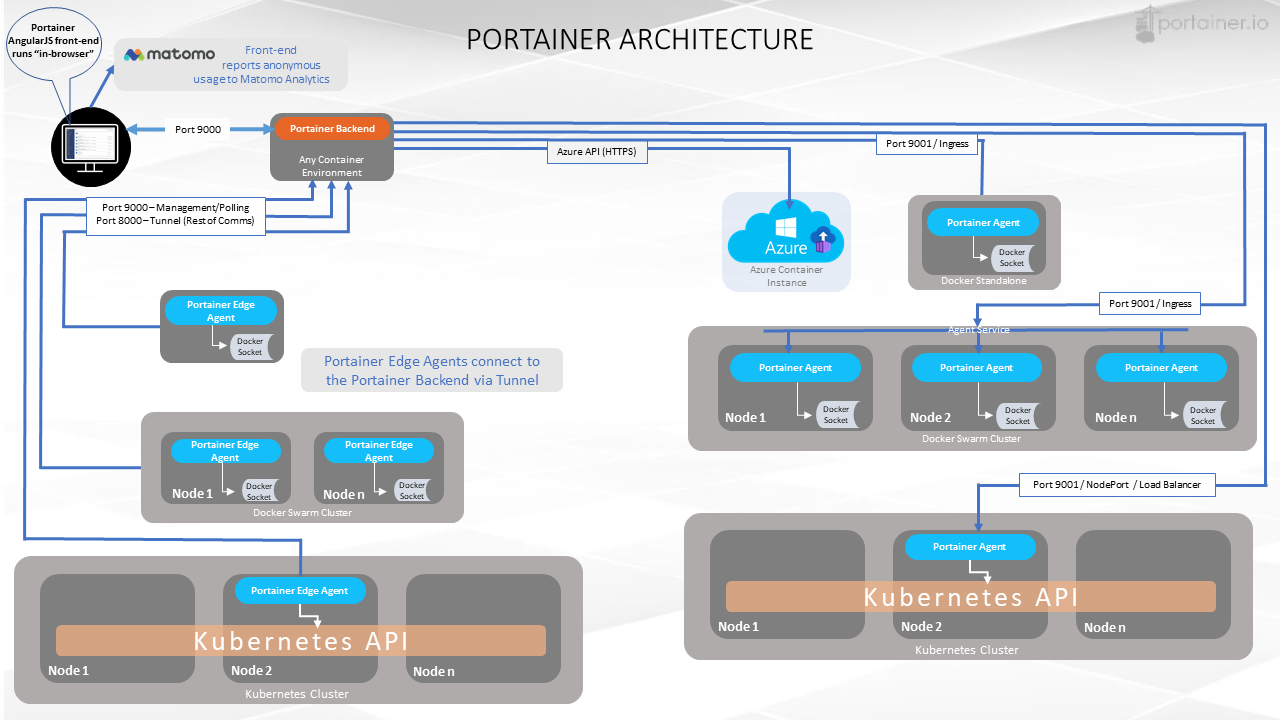 Portainer
AngularJS front-end
runs “in-browser”
matomo
Front-end
reports anonymous
usage to Matomo Analytics
PORTAINER ARCHITECTURE
portainer.io
Port 9000
Portainer Backend
Any Container
Environment
Azure API (HTTPS)
Port 9001 / Ingress
Port 9000 – Management/Polling
Port 8000 – Tunnel (Rest of Comms)
Azure
Azure Container
Instance
Portainer Agent
Docker
Socket
Docker Standalone
Port 9001 / Ingress
Portainer Edge
Agent
Docker
Socket
Portainer Edge Agents connect to
the Portainer Backend via Tunnel
Agent Service
Portainer Agent
Docker
Socket
Node 1
Portainer Agent
Docker
Socket
Node 2
Portainer Agent
Docker
Socket
Node n
Docker Swarm Cluster
Portainer Edge
Agent
Docker
Socket
Node 1
Portainer Edge
Agent
Docker
Socket
Node n
Docker Swarm Cluster
Port 9001 / NodePort / Load Balancer
Portainer Agent
Kubernetes API
Node 1
Node 2
Node n
Kubernetes Cluster
Portainer Edge Agent
Kubernetes API
Node 1
Node 2
Node n
Kubernetes Cluster